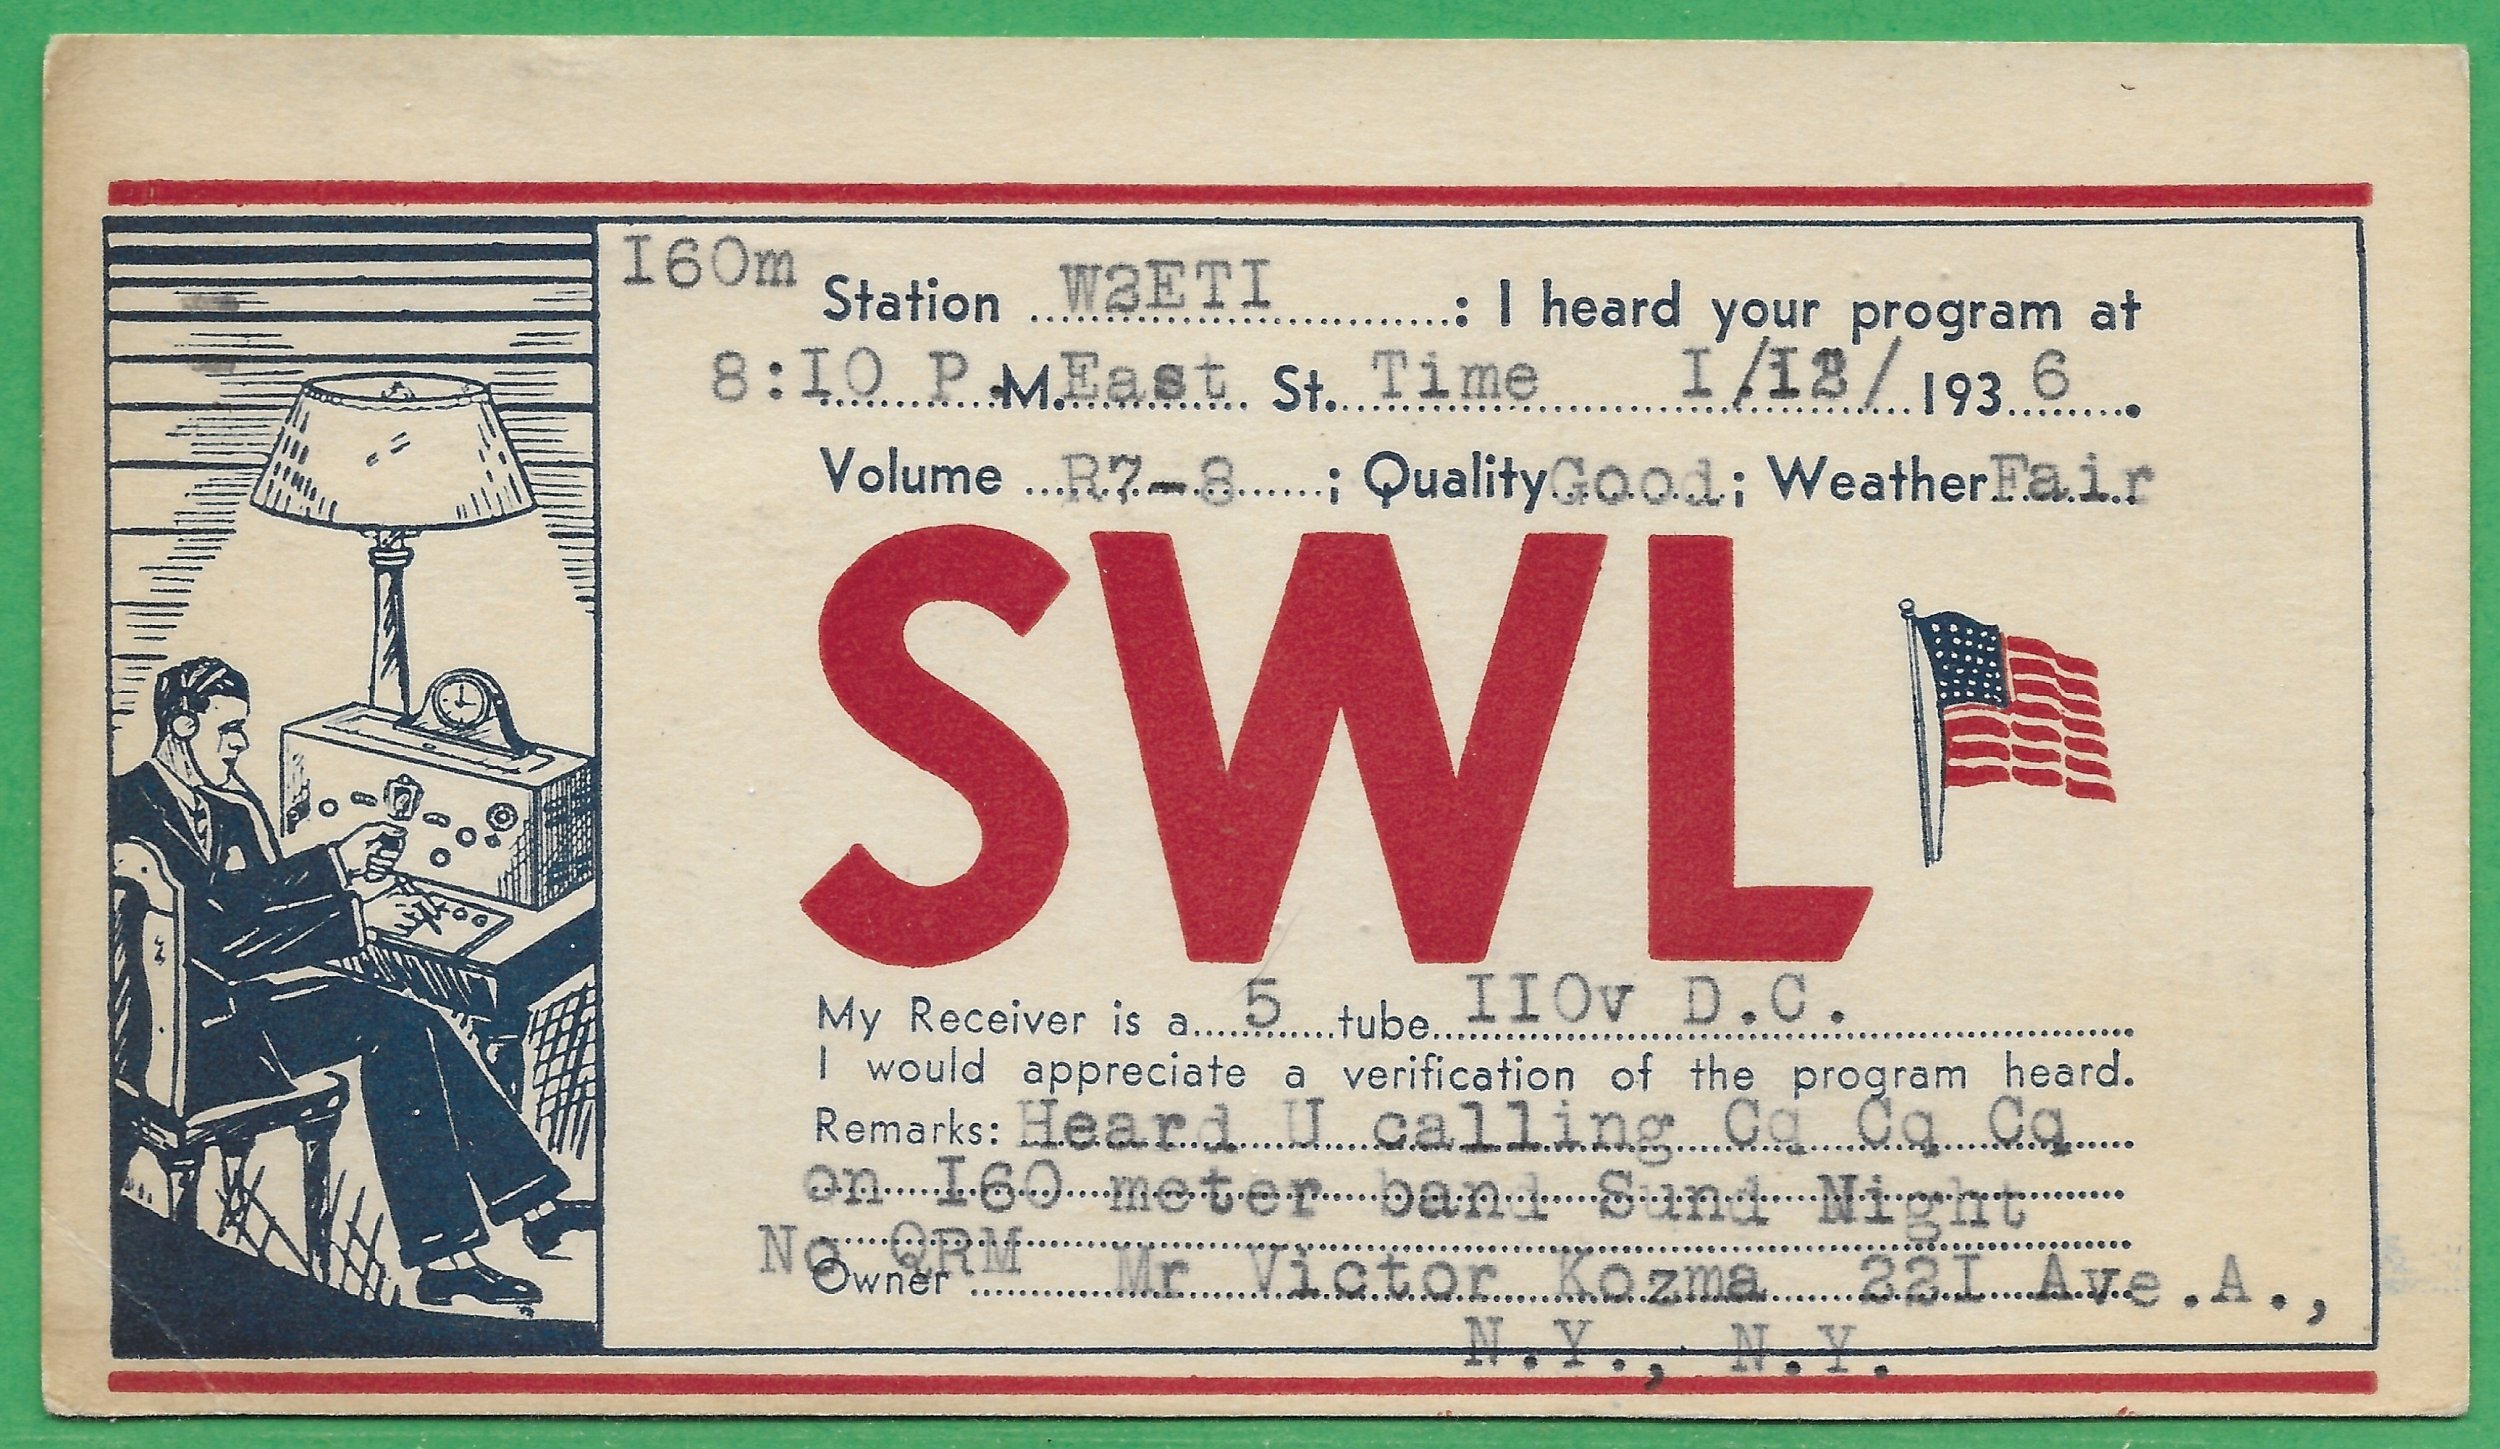 I60m
Station W2ETI : I heard your program at
8:I0 P.M. East St. Time I/12/ 1936.
Volume R7-8 ; Quality Good ; Weather Fair
SWL
My Receiver is a 5 tube II0v D.C.
I would appreciate a verification of the program heard.
Remarks: Heard U calling Cq Cq Cq
on I60 meter band Sund Night
No QRM
Owner Mr Victor Kozma 22I Ave.A.,
N.Y., N.Y.